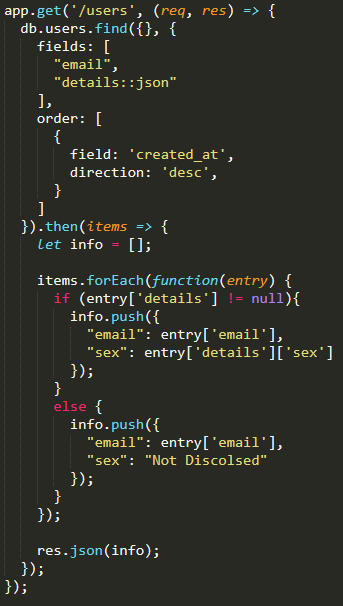 app.get('/users', (req, res) => {
  db.users.find({}, {
    fields: [
      "email",
      "details::json"
    ],
    order: [
      {
        field: 'created_at',
        direction: 'desc',
      }
    ]
  }).then(items => {
    let info = [];
    items.forEach(function(entry) {
      if (entry['details'] != null){
        info.push({
          "email": entry['email'],
          "sex": entry['details']['sex']
        });
      }
      else {
        info.push({
          "email": entry['email'],
          "sex": "Not Discolsed"
        });
      }
    });
    res.json(info);
  });
});